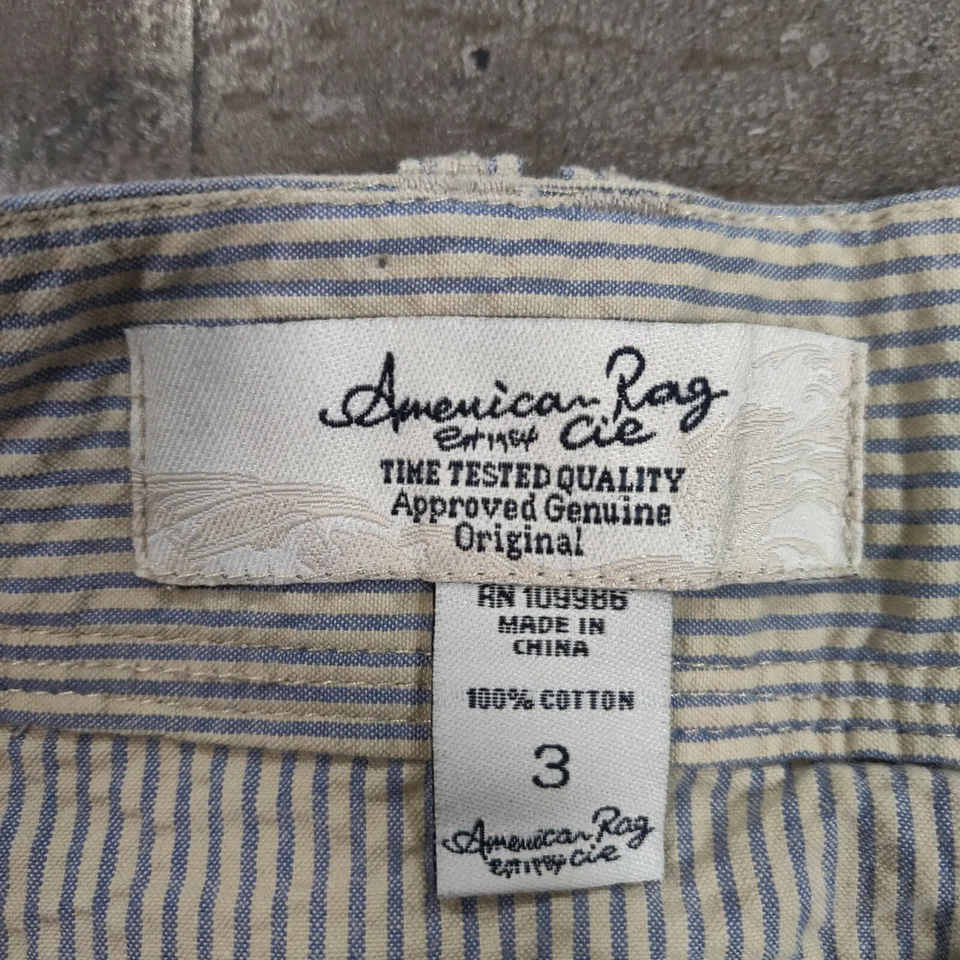 American Rag
Est 1984 Cie
TIME TESTED QUALITY
Approved Genuine
Original
RN 109986
MADE IN
CHINA
100% COTTON
3
American Rag
Est 1984 Cie